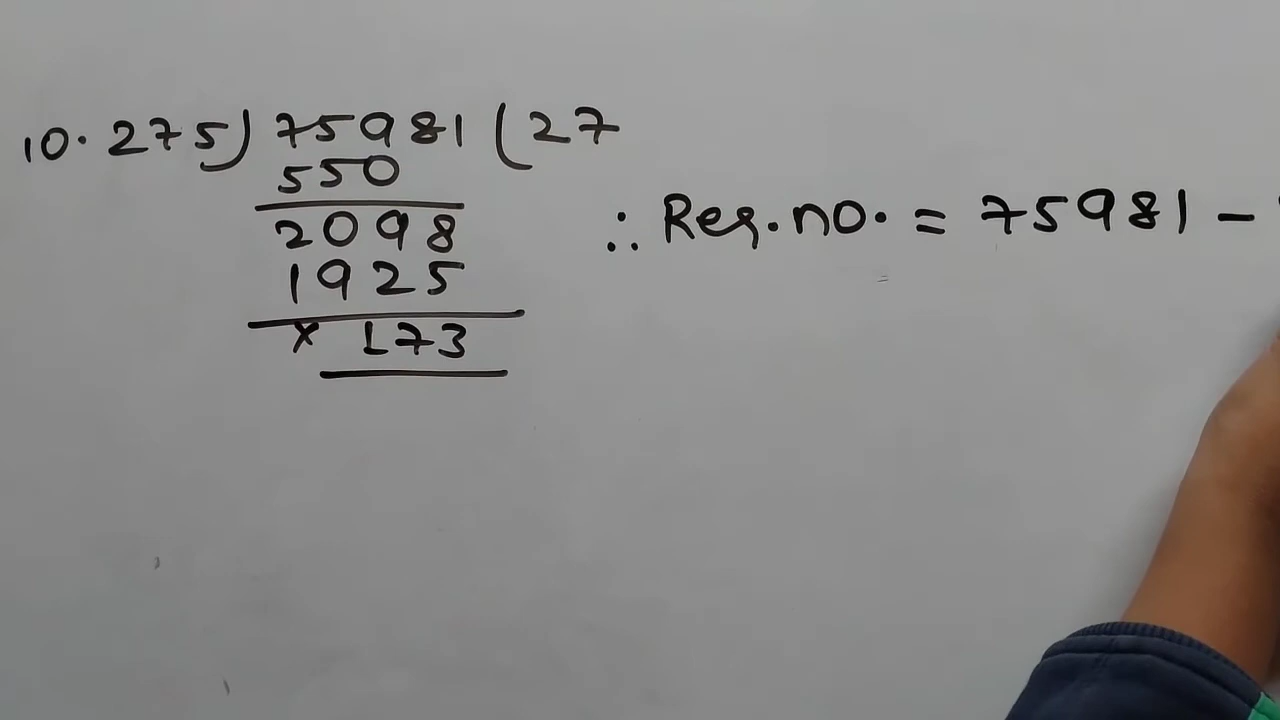 10. 275) 75981 (27
550
2098
1925
× 173
∴ Req. no. = 75981 -